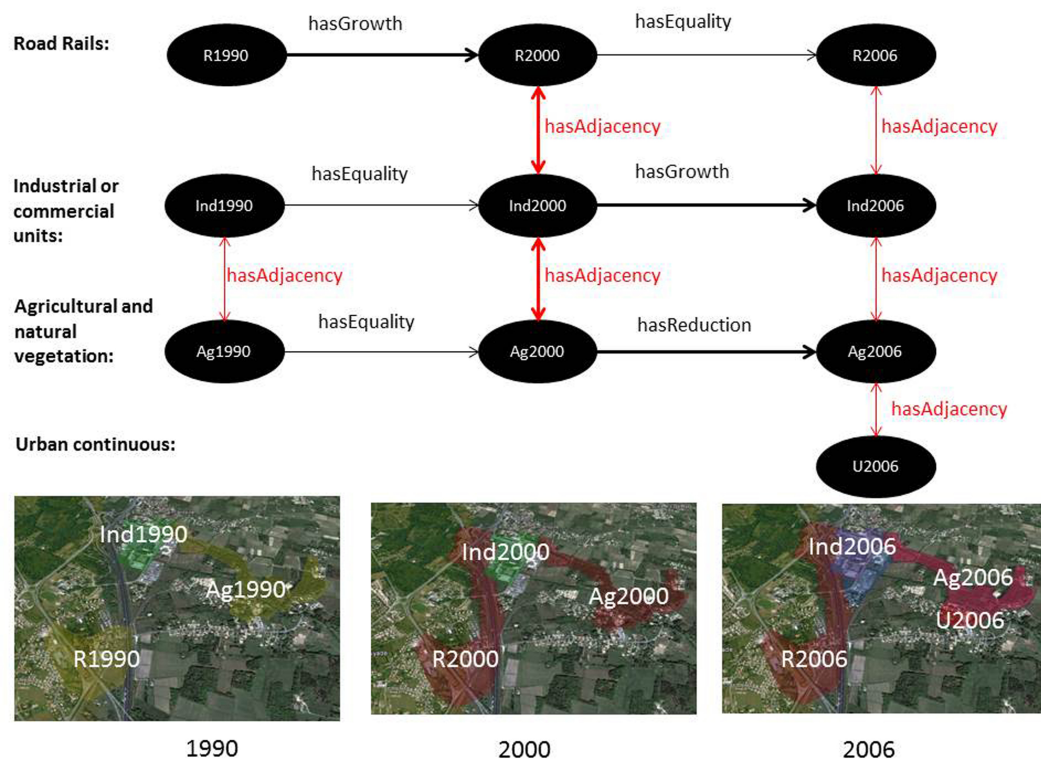 hasGrowth
hasEquality
Road Rails:
R1990
R2000
R2006
hasAdjacency
hasAdjacency
hasEquality
hasGrowth
Industrial or
commercial
units:
Ind1990
Ind2000
Ind2006
hasAdjacency
hasAdjacency
hasAdjacency
Agricultural and
natural
vegetation:
hasEquality
hasReduction
Ag1990
Ag2000
Ag2006
hasAdjacency
Urban continuous:
U2006
Ind1990
Ag1990
R1990
Ind2000
Ag2000
R2000
Ind2006
Ag2006
U2006
R2006
1990
2000
2006